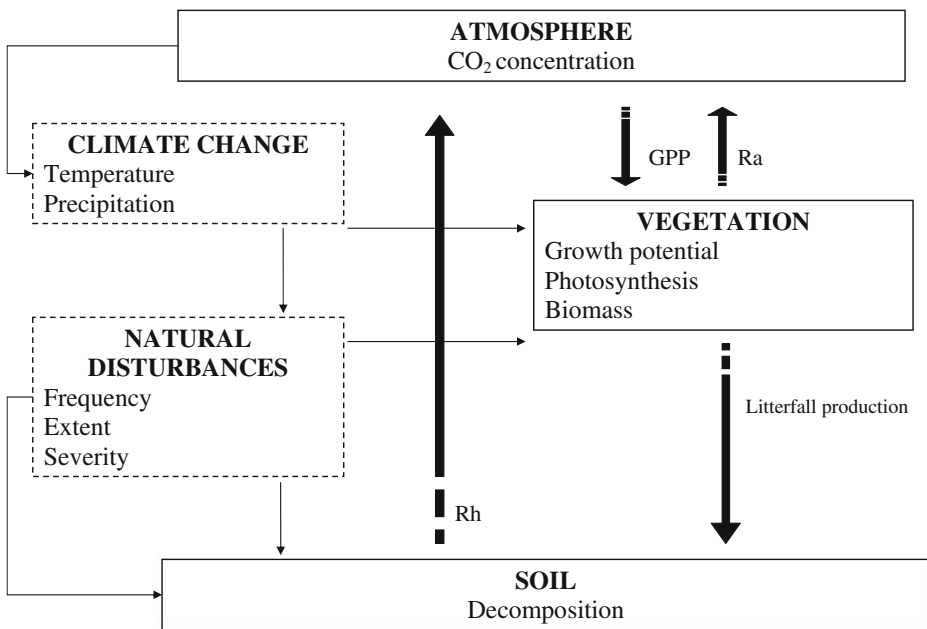 ATMOSPHERE
CO₂ concentration
CLIMATE CHANGE
Temperature
Precipitation
GPP
Ra
VEGETATION
Growth potential
Photosynthesis
Biomass
NATURAL
DISTURBANCES
Frequency
Extent
Severity
Litterfall production
Rh
SOIL
Decomposition